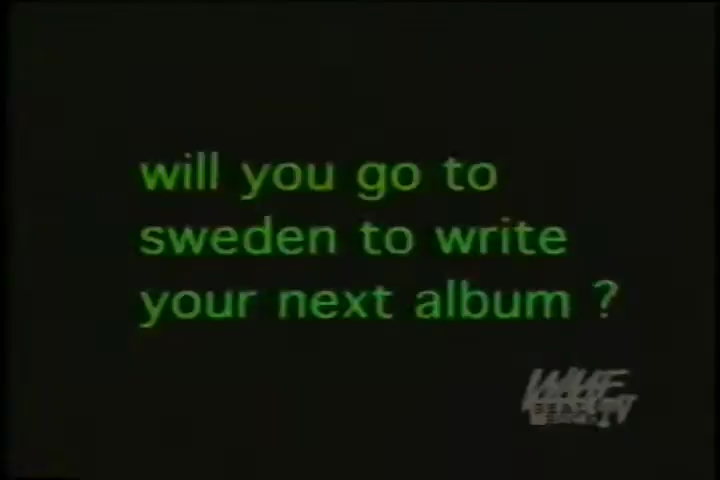 will you go to
sweden to write
your next album ?